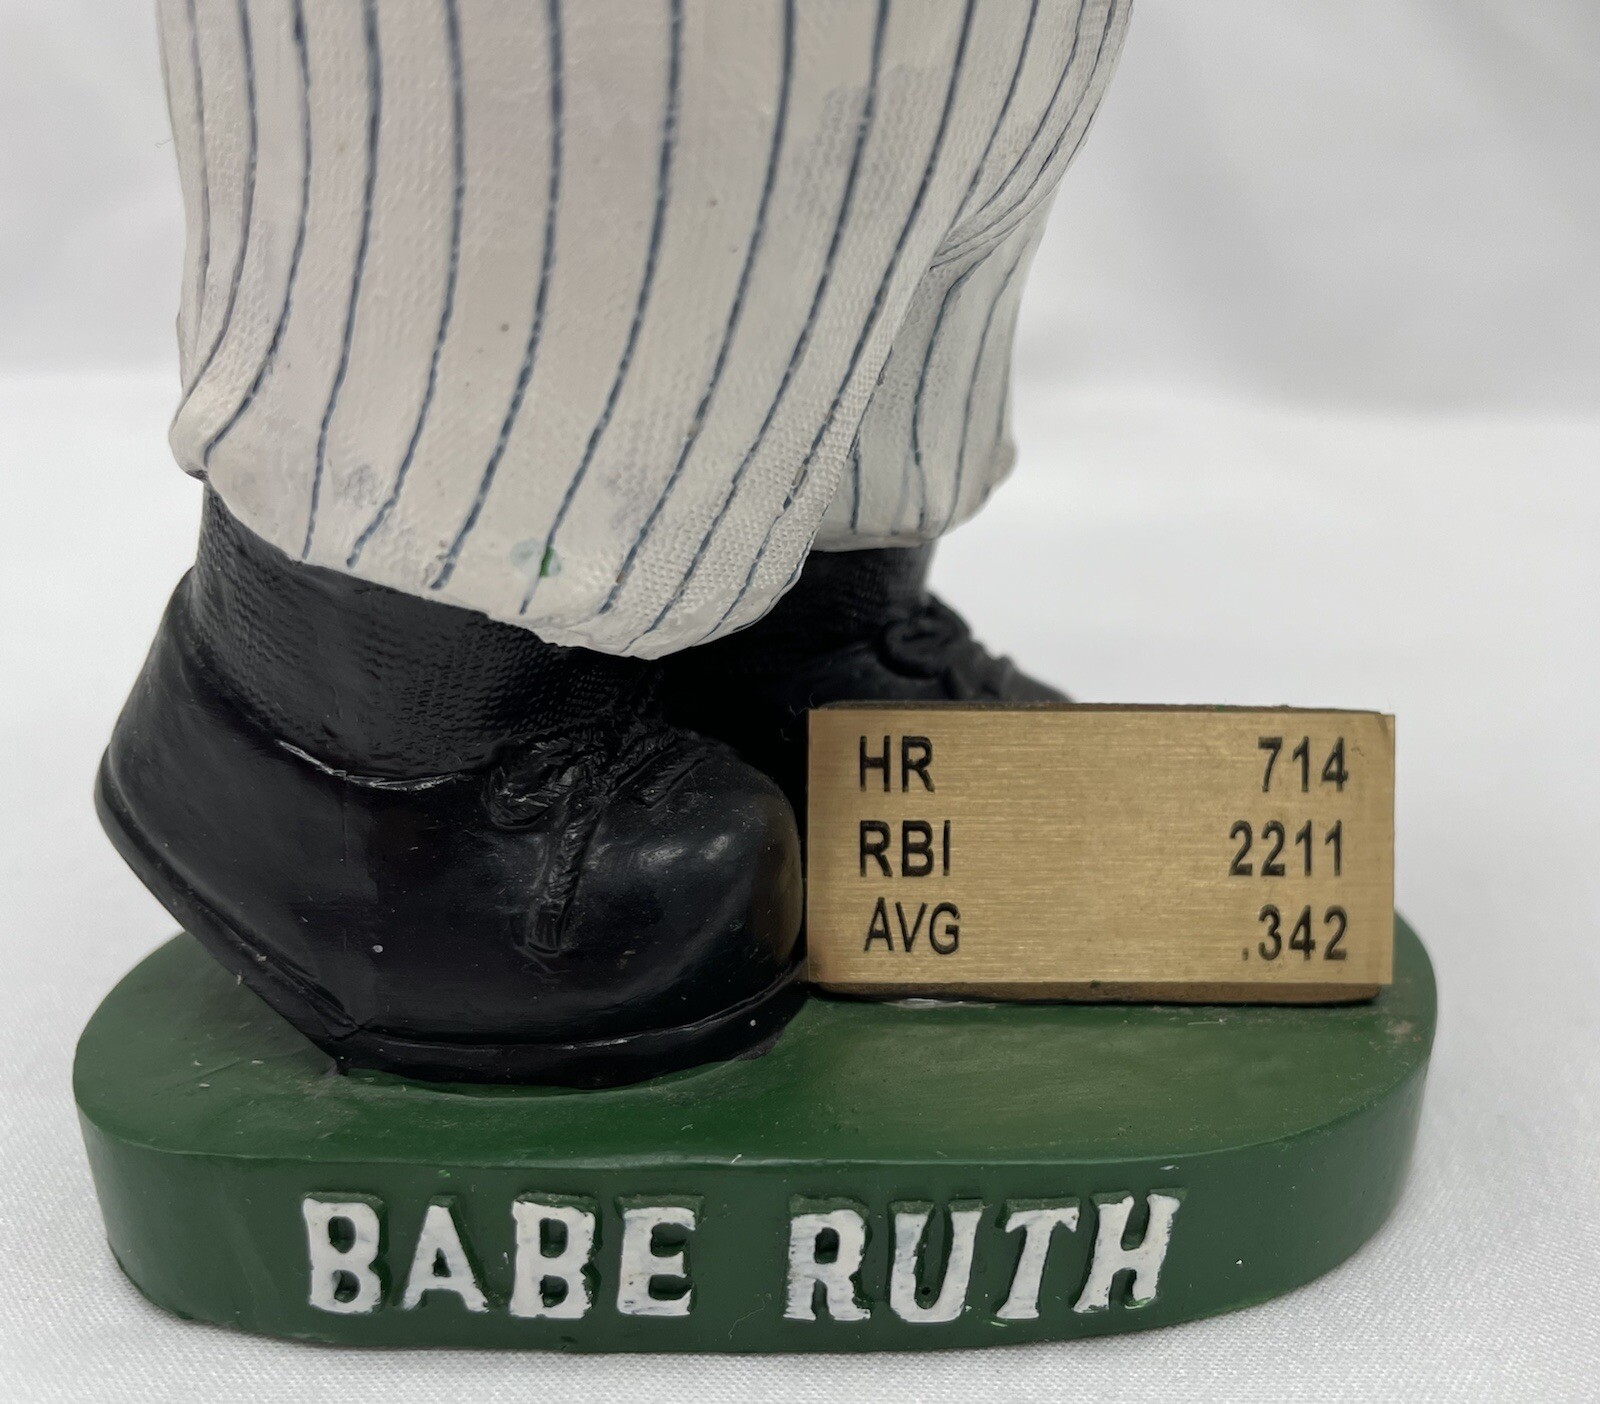 HR 714
RBI 2211
AVG .342
BABE RUTH